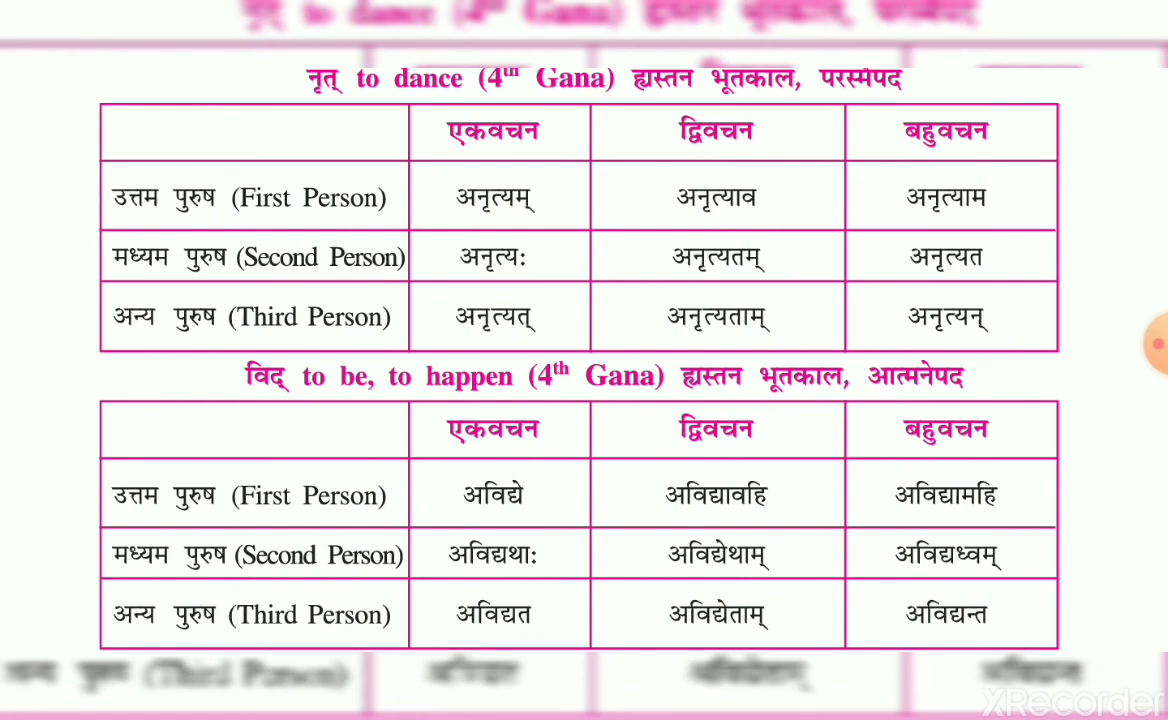 नृत् to dance (4th Gana) ह्यस्तन भूतकाल, परस्मैपद
एकवचन द्विवचन बहुवचन
उत्तम पुरुष (First Person) अनृत्यम् अनृत्याव अनृत्याम
मध्यम पुरुष (Second Person) अनृत्य: अनृत्यतम् अनृत्यत
अन्य पुरुष (Third Person) अनृत्यत् अनृत्यताम् अनृत्यन्
विद् to be, to happen (4th Gana) ह्यस्तन भूतकाल, आत्मनेपद
एकवचन द्विवचन बहुवचन
उत्तम पुरुष (First Person) अविद्ये अविद्यावहि अविद्यामहि
मध्यम पुरुष (Second Person) अविद्यथा: अविद्येथाम् अविद्यध्वम्
अन्य पुरुष (Third Person) अविद्यत अविद्येताम् अविद्यन्त
XRecorder